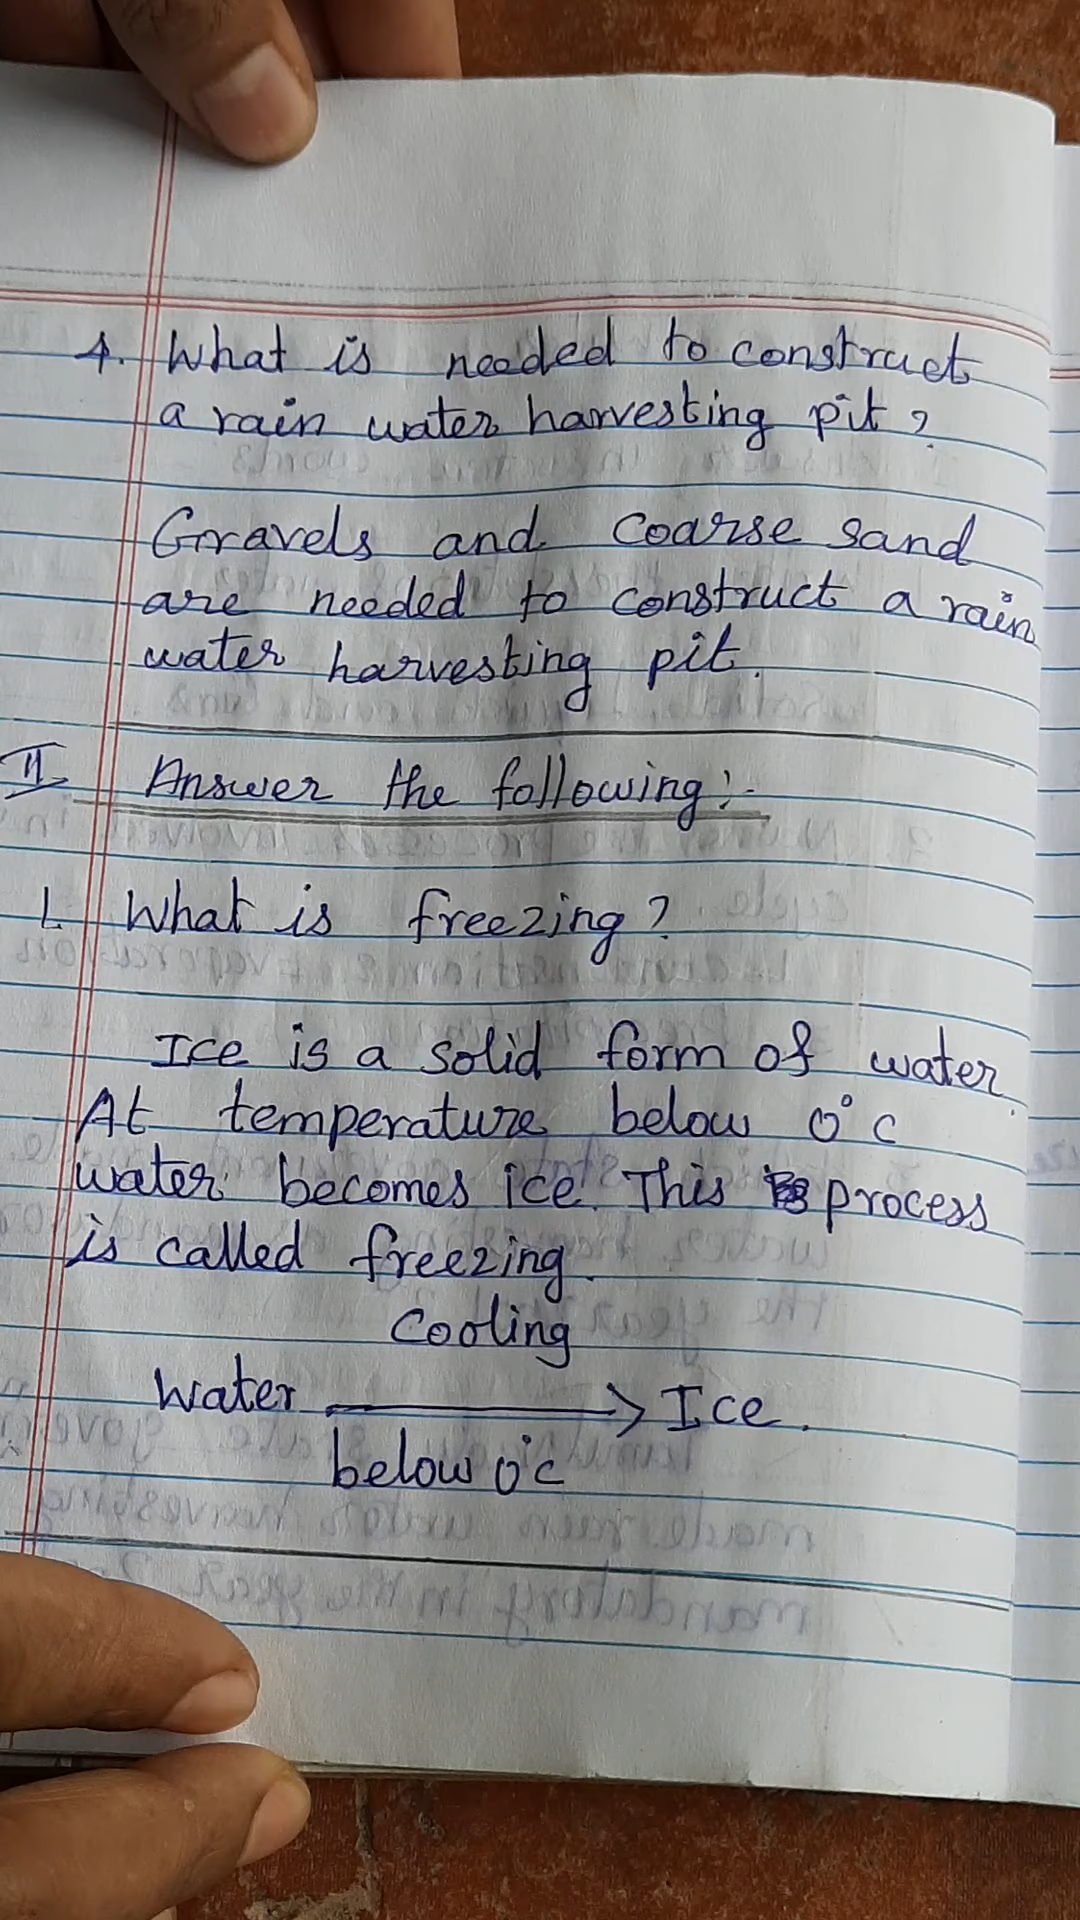 4. What is needed to construct
a rain water harvesting pit?
Gravels and coarse sand
are needed to construct a rain
water harvesting pit.
II Answer the following:-
1. What is freezing?
Ice is a solid form of water.
At temperature below 0°C
water becomes ice. This process
is called freezing.
Cooling
Water → Ice.
below 0°C